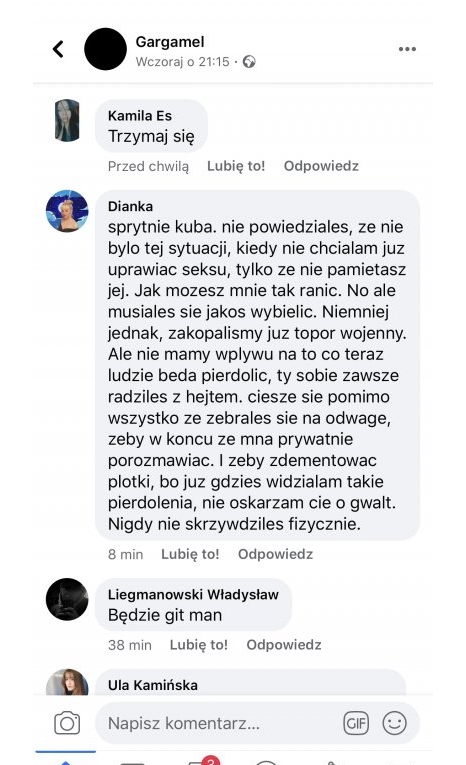 Gargamel
Wczoraj o 21:15 ·
Kamila Es
Trzymaj się
Przed chwilą Lubię to! Odpowiedz
Dianka
sprytnie kuba. nie powiedziales, ze nie
bylo tej sytuacji, kiedy nie chcialam juz
uprawiac seksu, tylko ze nie pamietasz
jej. Jak mozesz mnie tak ranic. No ale
musiales sie jakos wybielic. Niemniej
jednak, zakopalismy juz topor wojenny.
Ale nie mamy wplywu na to co teraz
ludzie beda pierdolic, ty sobie zawsze
radziles z hejtem. ciesze sie pomimo
wszystko ze zebrales sie na odwage,
zeby w koncu ze mna prywatnie
porozmawiac. I zeby zdementowac
plotki, bo juz gdzies widzialam takie
pierdolenia, nie oskarzam cie o gwalt.
Nigdy nie skrzywdziles fizycznie.
8 min Lubię to! Odpowiedz
Liegmanowski Władysław
Będzie git man
38 min Lubię to! Odpowiedz
Ula Kamińska
Napisz komentarz...
GIF